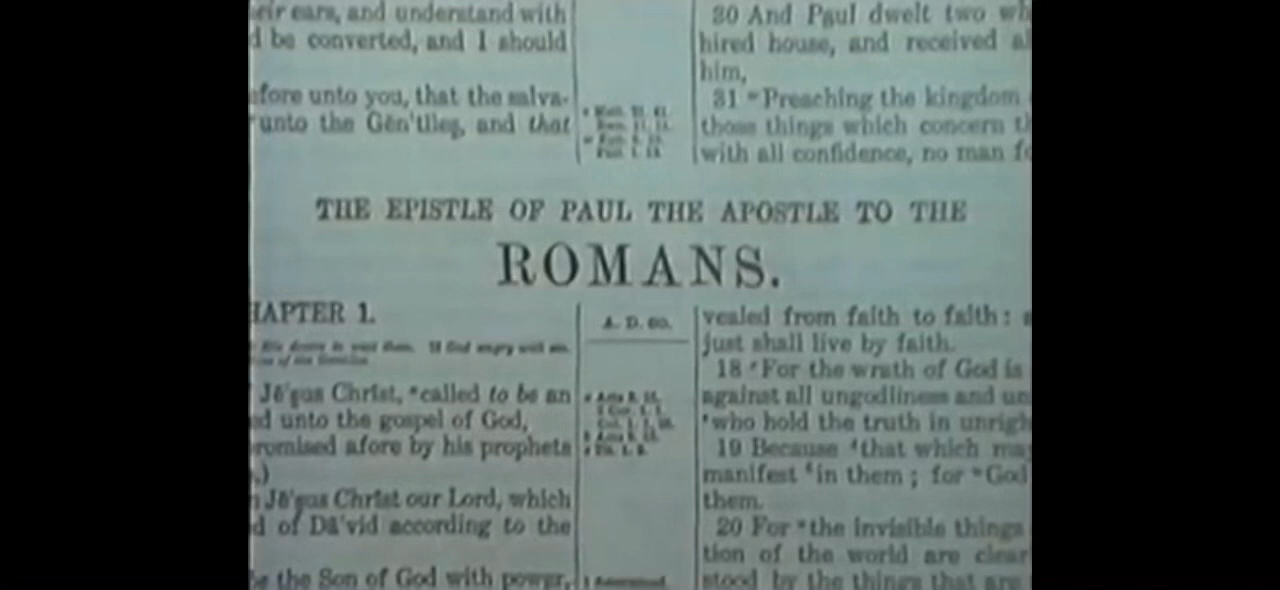 eir ears, and understand with
d be converted, and I should
efore unto you, that the salva-
unto the Gĕn'tīleş, and that
30 And Paul dwelt two wh
hired house, and received a
him,
31 Preaching the kingdom
those things which concern t
with all confidence, no man f
THE EPISTLE OF PAUL THE APOSTLE TO THE
ROMANS.
HAPTER 1.
Jē'şus Christ, called to be an
ed unto the gospel of God,
romised afore by his prophets
.)
Jē'şus Christ our Lord, which
d of Dā'vid according to the
the Son of God with power,
A. D. 60.
vealed from faith to faith:
just shall live by faith.
18 For the wrath of God is
against all ungodliness and un
who hold the truth in unrigh
19 Because that which may
manifest in them; for God
them.
20 For the invisible things
tion of the world are clear
stood by the things that are